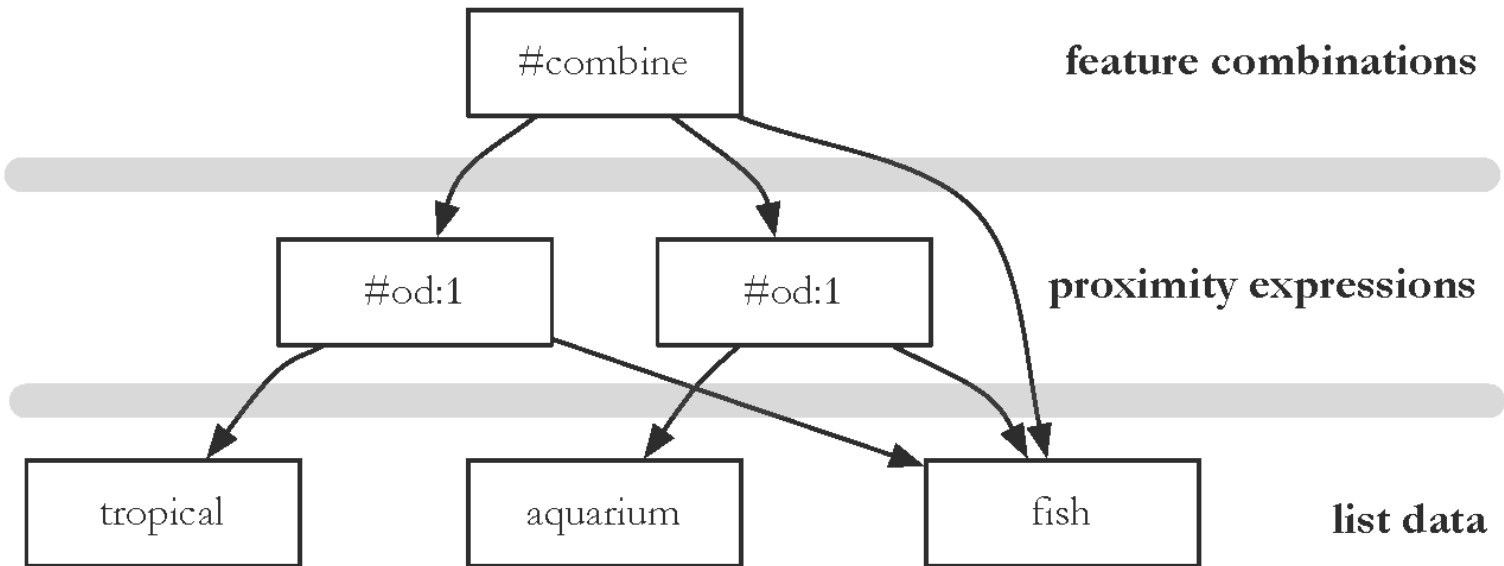 #combine
feature combinations
#od:1
#od:1
proximity expressions
tropical
aquarium
fish
list data